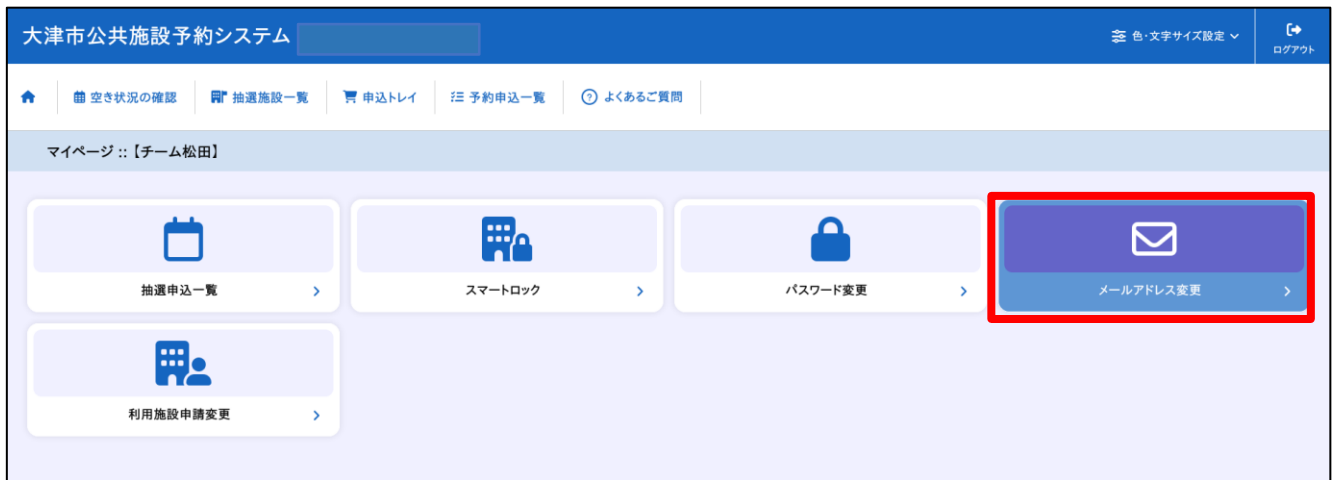 大津市公共施設予約システム
色・文字サイズ設定
ログアウト
空き状況の確認
抽選施設一覧
申込トレイ
予約申込一覧
よくあるご質問
マイページ ::【チーム松田】
抽選申込一覧
スマートロック
パスワード変更
メールアドレス変更
利用施設申請変更